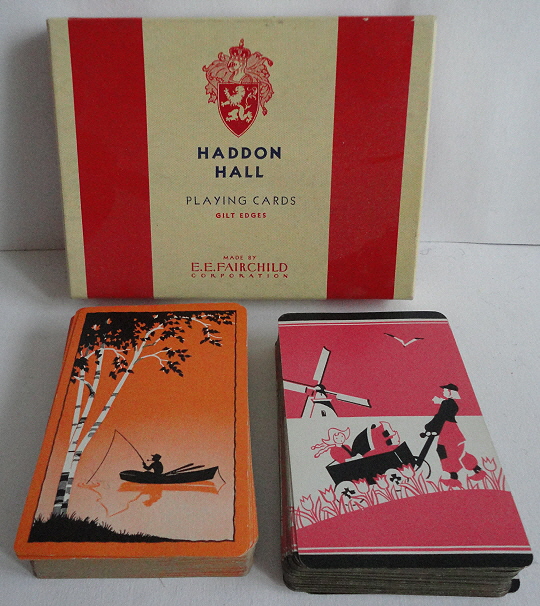 HADDON
HALL
PLAYING CARDS
GILT EDGES
MADE BY
E.E.FAIRCHILD
CORPORATION